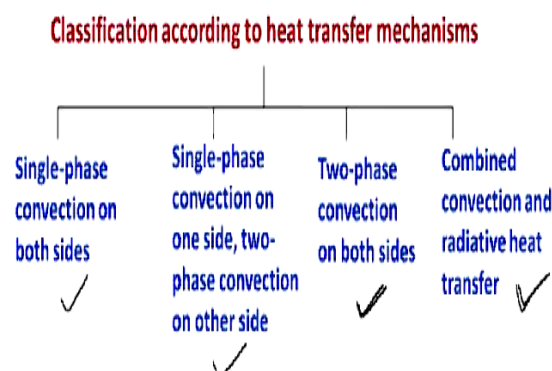 Classification according to heat transfer mechanisms
Single-phase
convection on
both sides
Single-phase
convection on
one side, two-
phase convection
on other side
Two-phase
convection
on both sides
Combined
convection and
radiative heat
transfer